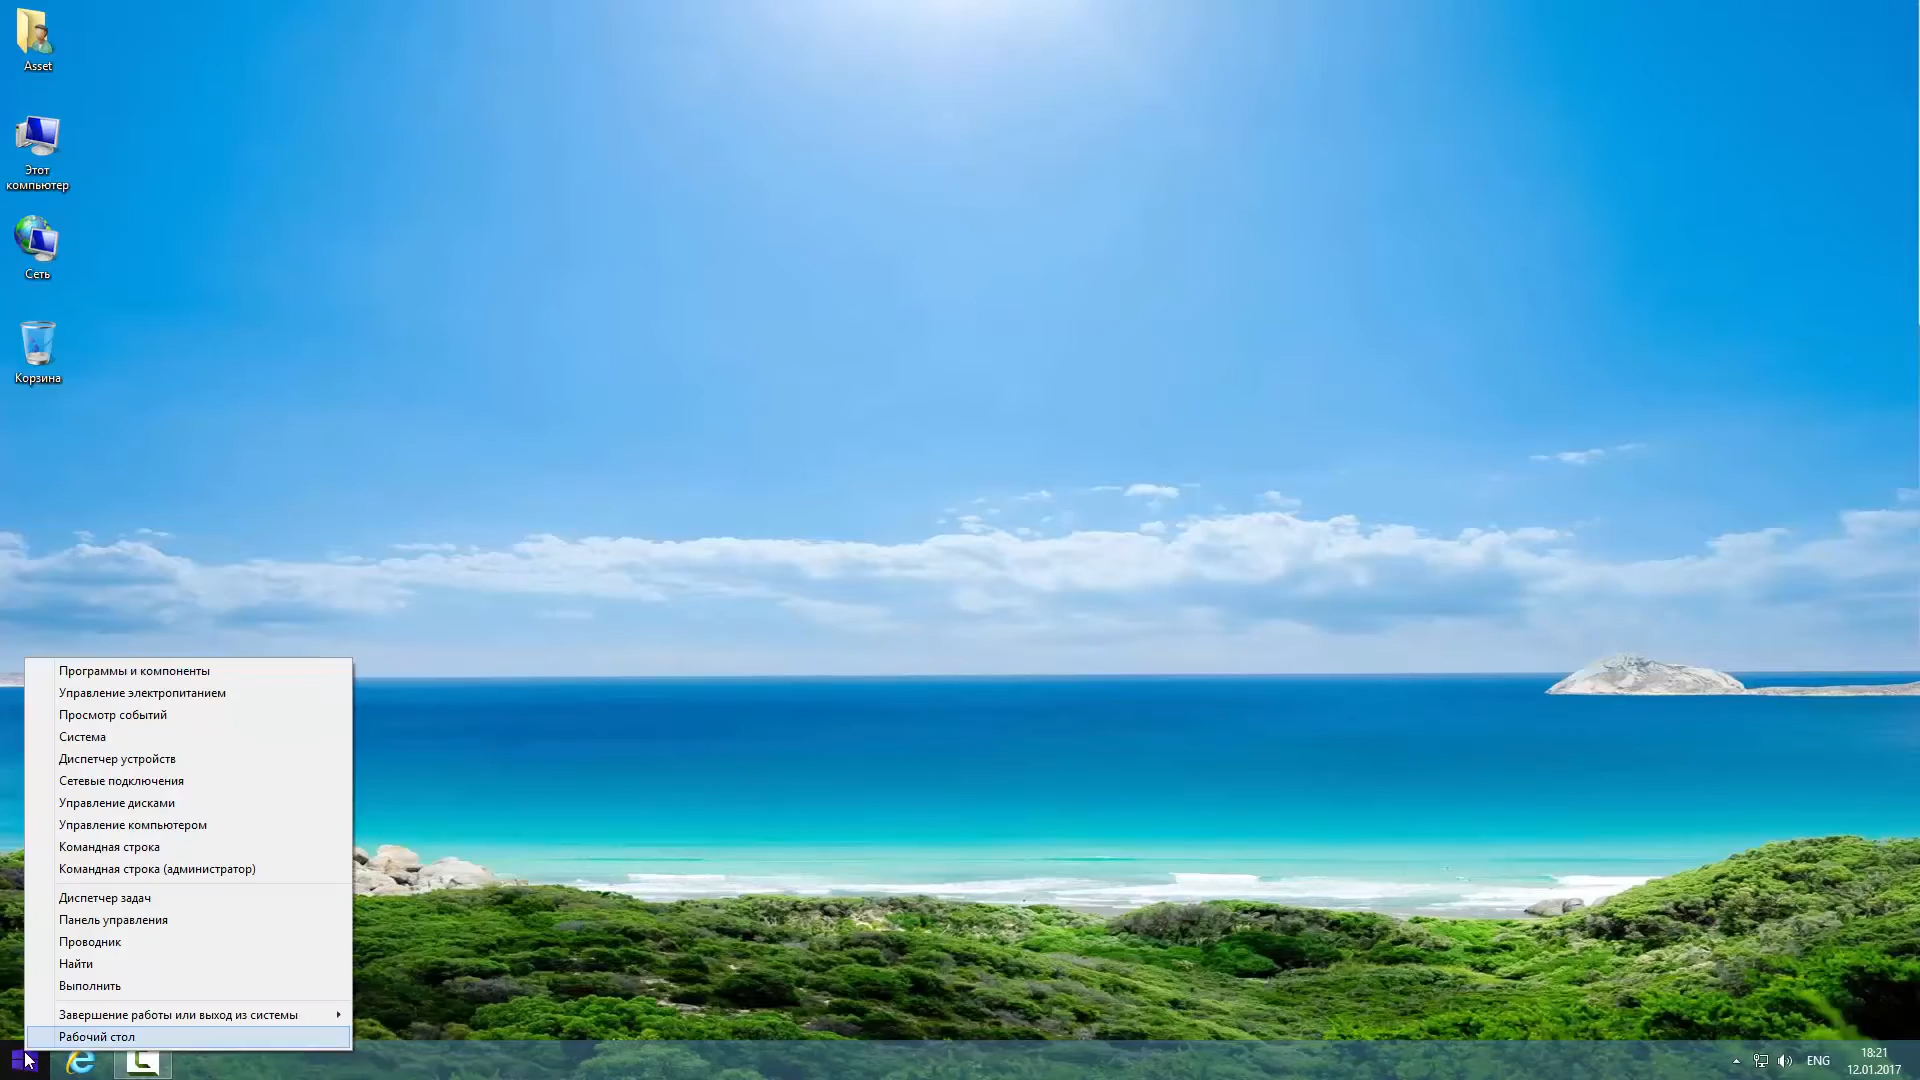 Asset
Этот
компьютер
Сеть
Корзина
Программы и компоненты
Управление электропитанием
Просмотр событий
Система
Диспетчер устройств
Сетевые подключения
Управление дисками
Управление компьютером
Командная строка
Командная строка (администратор)
Диспетчер задач
Панель управления
Проводник
Найти
Выполнить
Завершение работы или выход из системы
Рабочий стол
ENG
18:21
12.01.2017